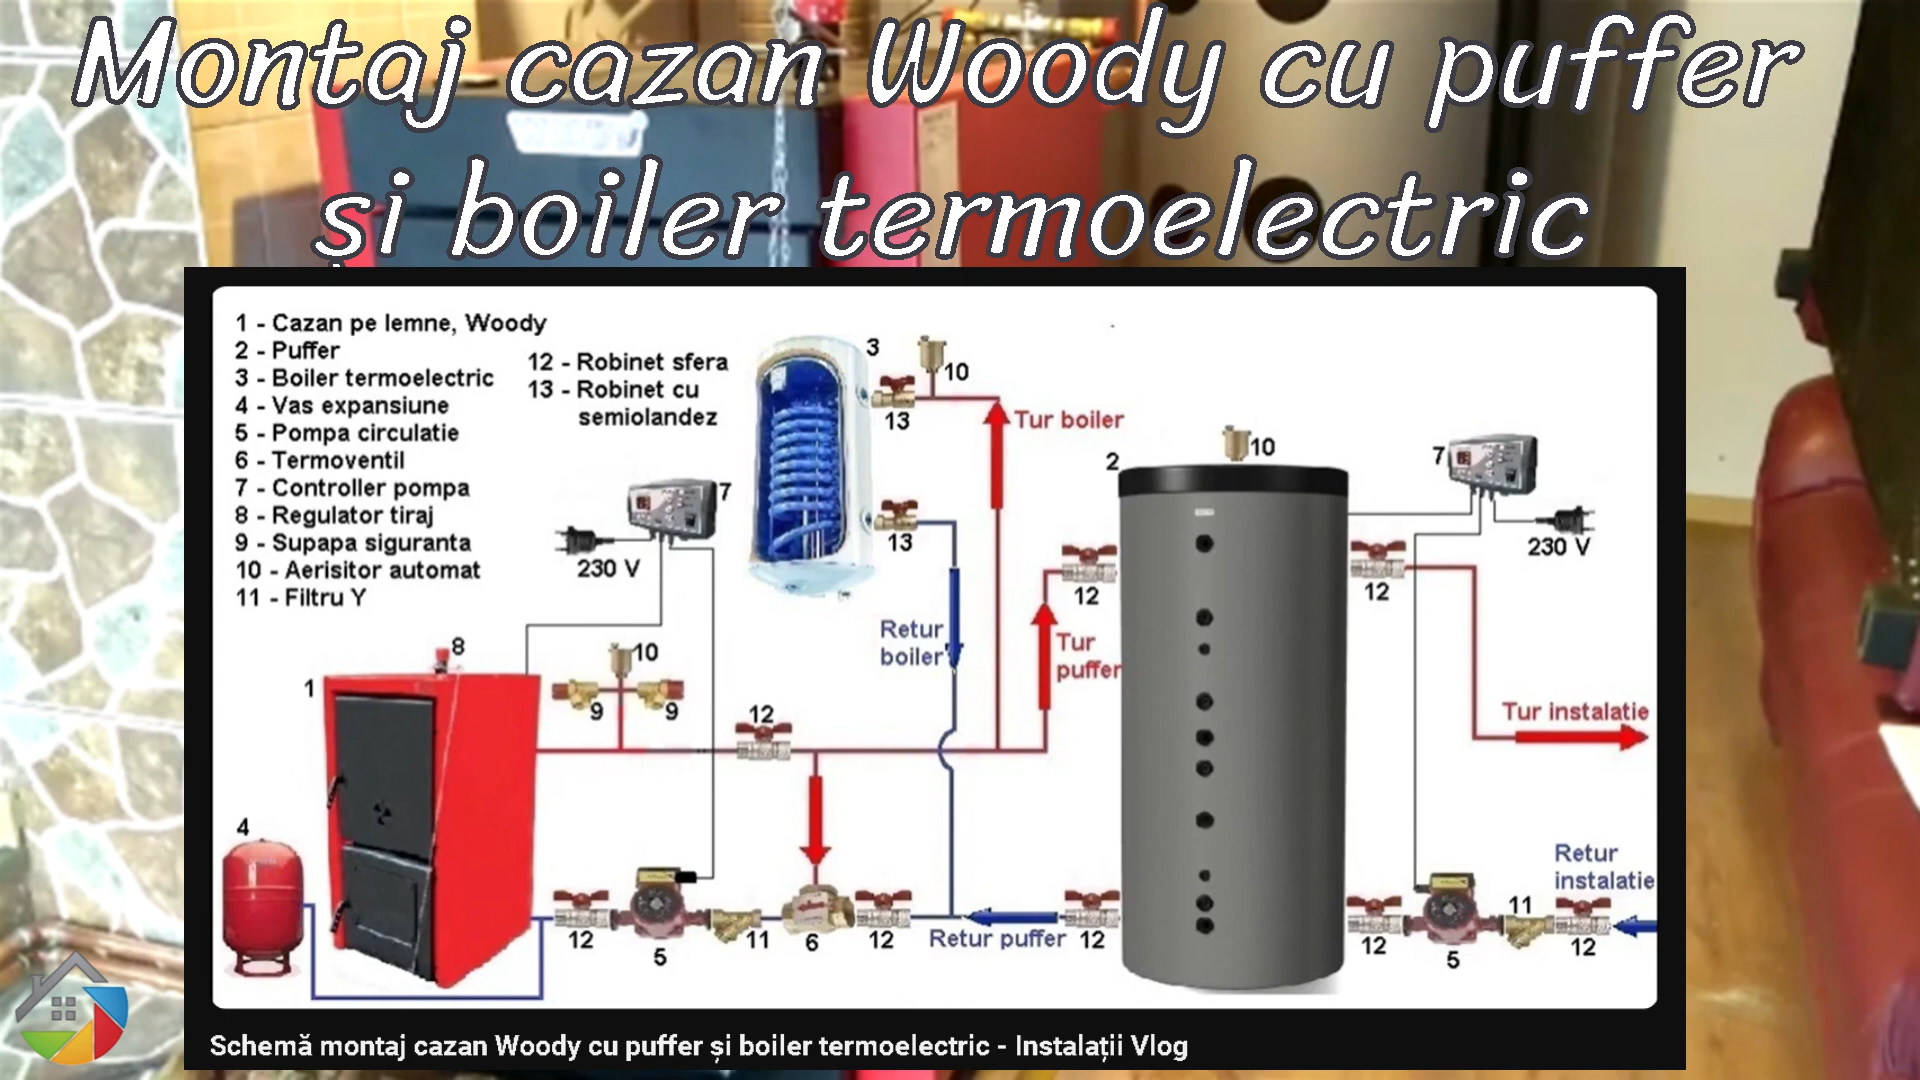 Montaj cazan Woody cu puffer
și boiler termoelectric
1 - Cazan pe lemne, Woody
2 - Puffer
3 - Boiler termoelectric
4 - Vas expansiune
5 - Pompa circulatie
6 - Termoventil
7 - Controller pompa
8 - Regulator tiraj
9 - Supapa siguranta
10 - Aerisitor automat
11 - Filtru Y
12 - Robinet sfera
13 - Robinet cu
semiolandez
3
10
13
Tur boiler
10
2
7
7
13
230 V
230 V
12
12
Retur
boiler
Tur
puffer
8
10
1
9
9
12
Tur instalatie
4
Retur
instalatie
12
5
11
6
12
Retur puffer
12
12
5
11
12
Schemă montaj cazan Woody cu puffer și boiler termoelectric - Instalații Vlog